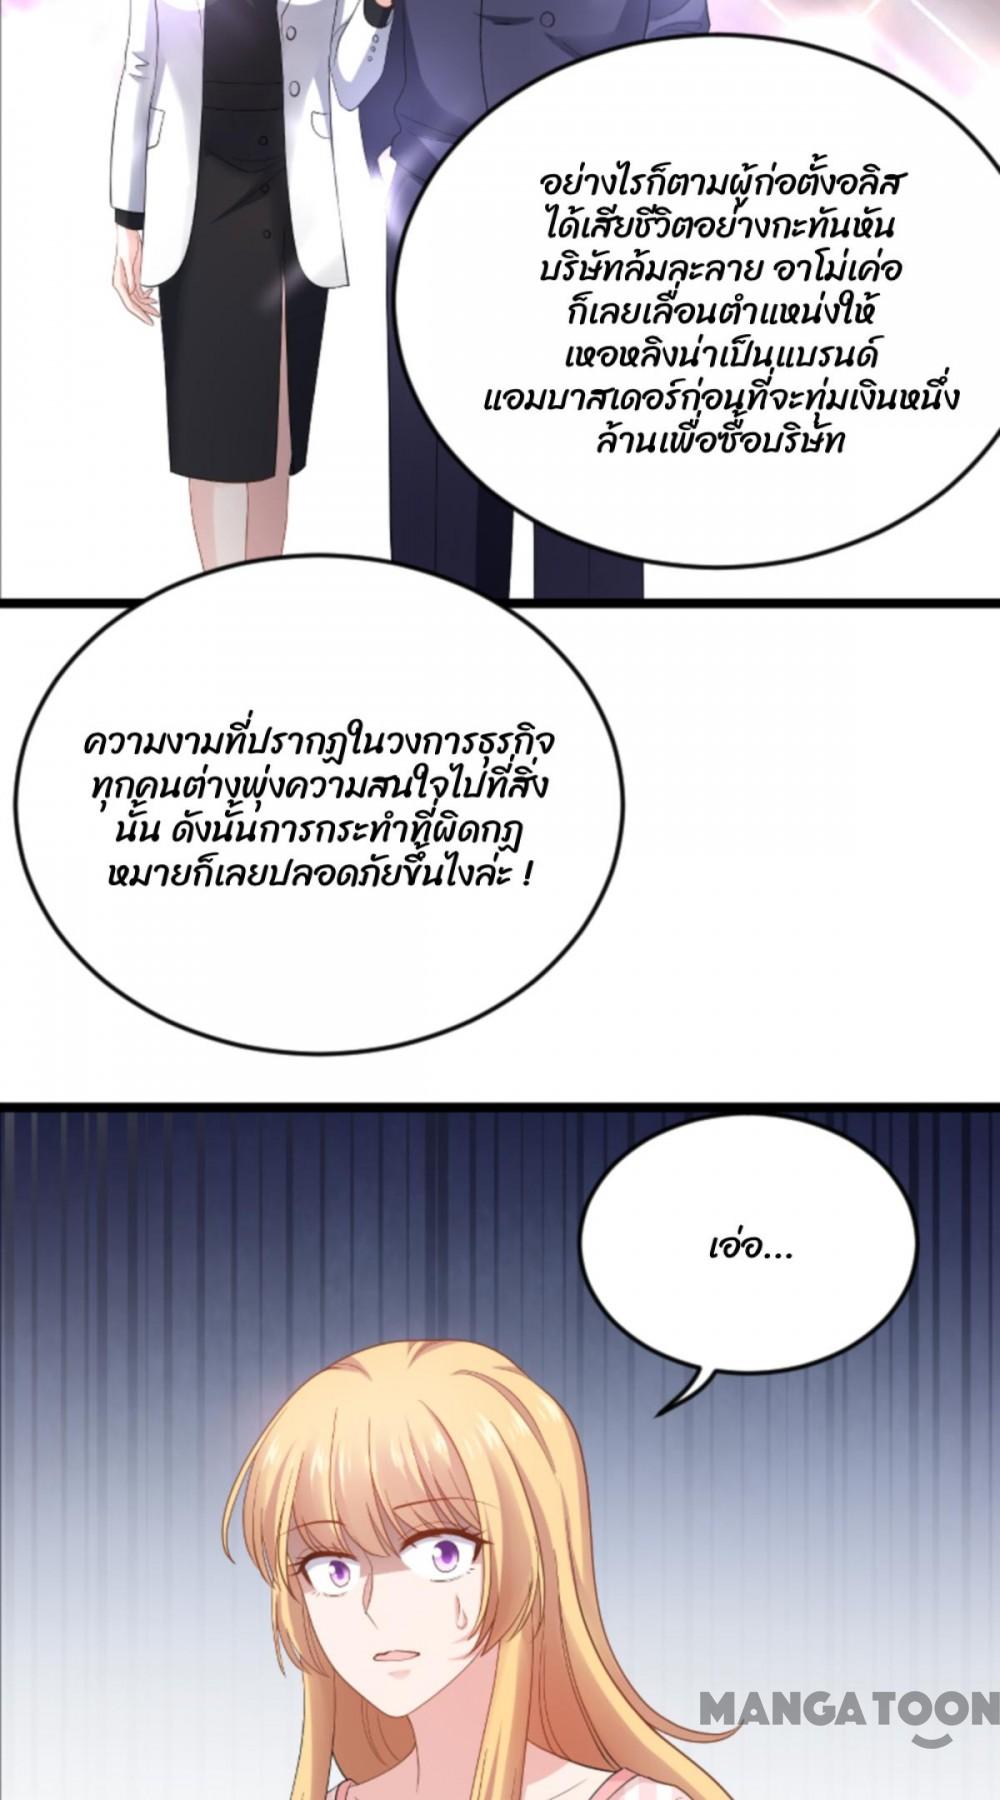 อย่างไรก็ตามผู้ก่อตั้งอลิส
ได้เสียชีวิตอย่างกะทันหัน
บริษัทล้มละลาย อาโม่เค่อ
ก็เลยเลื่อนตำแหน่งให้
เหอหลิงน่าเป็นแบรนด์
แอมบาสเดอร์ก่อนที่จะทุ่มเงินหนึ่ง
ล้านเพื่อซื้อบริษัท
ความงามที่ปรากฏในวงการธุรกิจ
ทุกคนต่างพุ่งความสนใจไปที่สิ่ง
นั้น ดังนั้นการกระทำที่ผิดกฎ
หมายก็เลยปลอดภัยขึ้นไงล่ะ !
เอ่อ...
MANGATOON